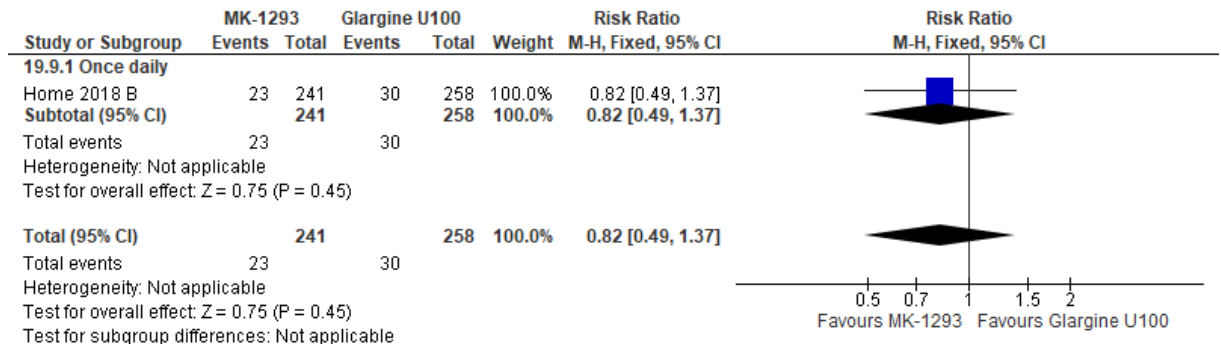 MK-1293 Glargine U100 Risk Ratio Risk Ratio
Study or Subgroup Events Total Events Total Weight M-H, Fixed, 95% CI M-H, Fixed, 95% CI
19.9.1 Once daily
Home 2018 B 23 241 30 258 100.0% 0.82 [0.49, 1.37]
Subtotal (95% CI) 241 258 100.0% 0.82 [0.49, 1.37]
Total events 23 30
Heterogeneity: Not applicable
Test for overall effect: Z = 0.75 (P = 0.45)
Total (95% CI) 241 258 100.0% 0.82 [0.49, 1.37]
Total events 23 30
Heterogeneity: Not applicable
Test for overall effect: Z = 0.75 (P = 0.45)
Test for subgroup differences: Not applicable
0.5 0.7 1 1.5 2
Favours MK-1293 Favours Glargine U100